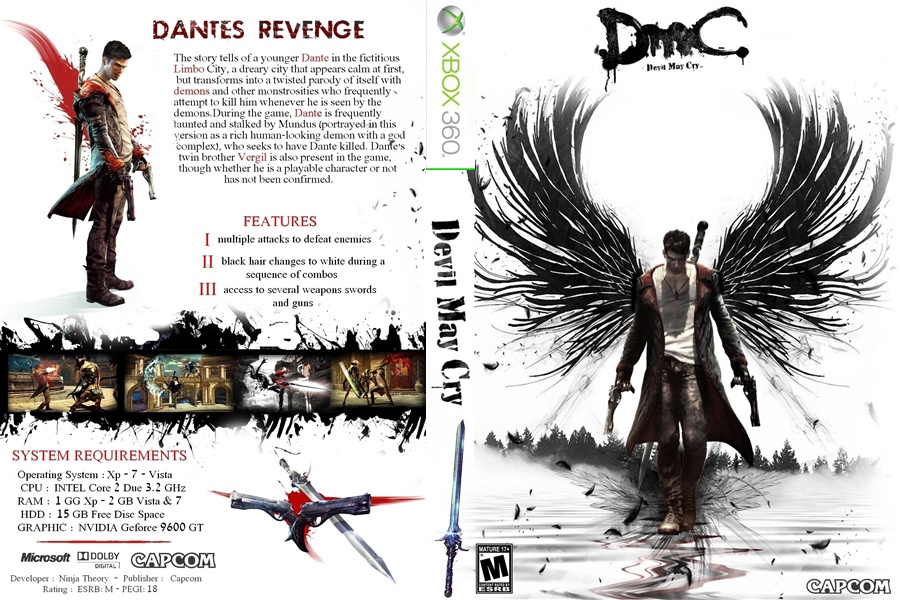 DANTES REVENGE
The story tells of a younger Dante in the fictitious
Limbo City, a dreary city that appears calm at first,
but transforms into a twisted parody of itself with
demons and other monstrosities who frequently
attempt to kill him whenever he is seen by the
demons.During the game, Dante is frequently
taunted and stalked by Mundus (portrayed in this
version as a rich human-looking demon with a god
complex), who seeks to have Dante killed. Dante's
twin brother Vergil is also present in the game,
though whether he is a playable character or not
has not been confirmed.
FEATURES
I multiple attacks to defeat enemies
II black hair changes to white during a
sequence of combos
III access to several weapons swords
and guns
SYSTEM REQUIREMENTS
Operating System : Xp - 7 - Vista
CPU : INTEL Core 2 Due 3.2 GHz
RAM : 1 GG Xp - 2 GB Vista & 7
HDD : 15 GB Free Disc Space
GRAPHIC : NVIDIA Geforce 9600 GT
Microsoft DOLBY DIGITAL CAPCOM
Developer : Ninja Theory - Publisher : Capcom
Rating : ESRB: M - PEGI: 18
XBOX 360
Devil May Cry
DmC
Devil May Cry
MATURE 17+
M
CONTENT RATED BY
ESRB
CAPCOM